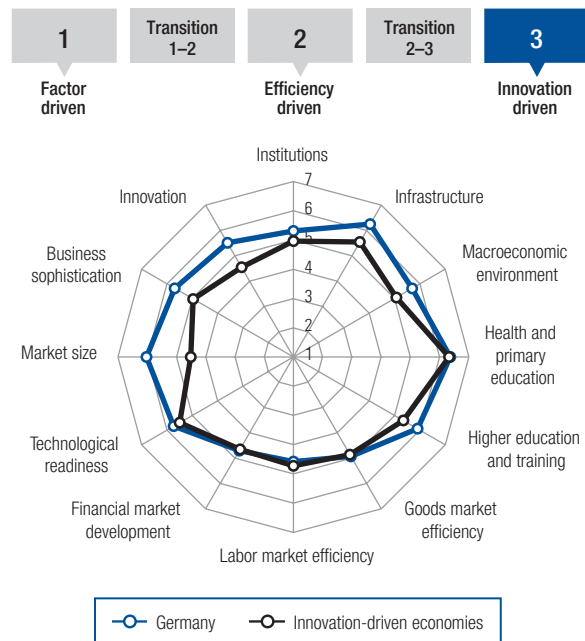 1
Transition
1–2
2
Transition
2–3
3
Factor
driven
Efficiency
driven
Innovation
driven
Institutions
7
Innovation
6
Infrastructure
5
Business
sophistication
4
Macroeconomic
environment
3
2
Market size
1
Health and
primary
education
Technological
readiness
Higher education
and training
Financial market
development
Goods market
efficiency
Labor market efficiency
Germany
Innovation-driven economies